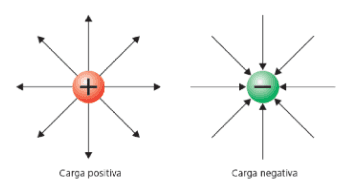 +
−
Carga positiva
Carga negativa